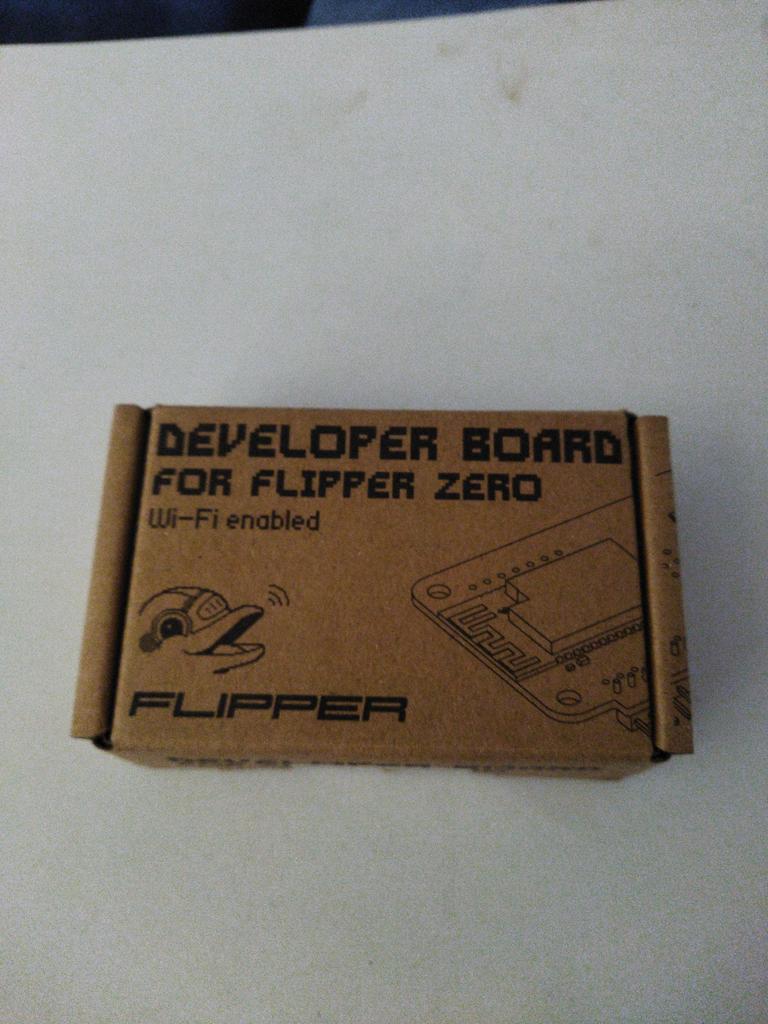 DEVELOPER BOARD
FOR FLIPPER ZERO
Wi-Fi enabled
FLIPPER